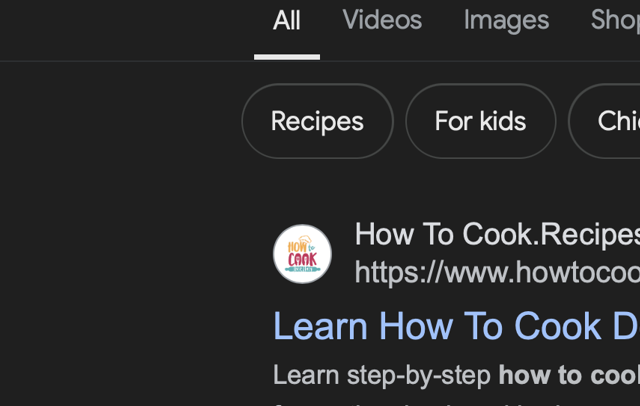 All Videos Images Shop
Recipes For kids Chi
HOW to
COOK
How To Cook.Recipes
https://www.howtocoo
Learn How To Cook D
Learn step-by-step how to cook